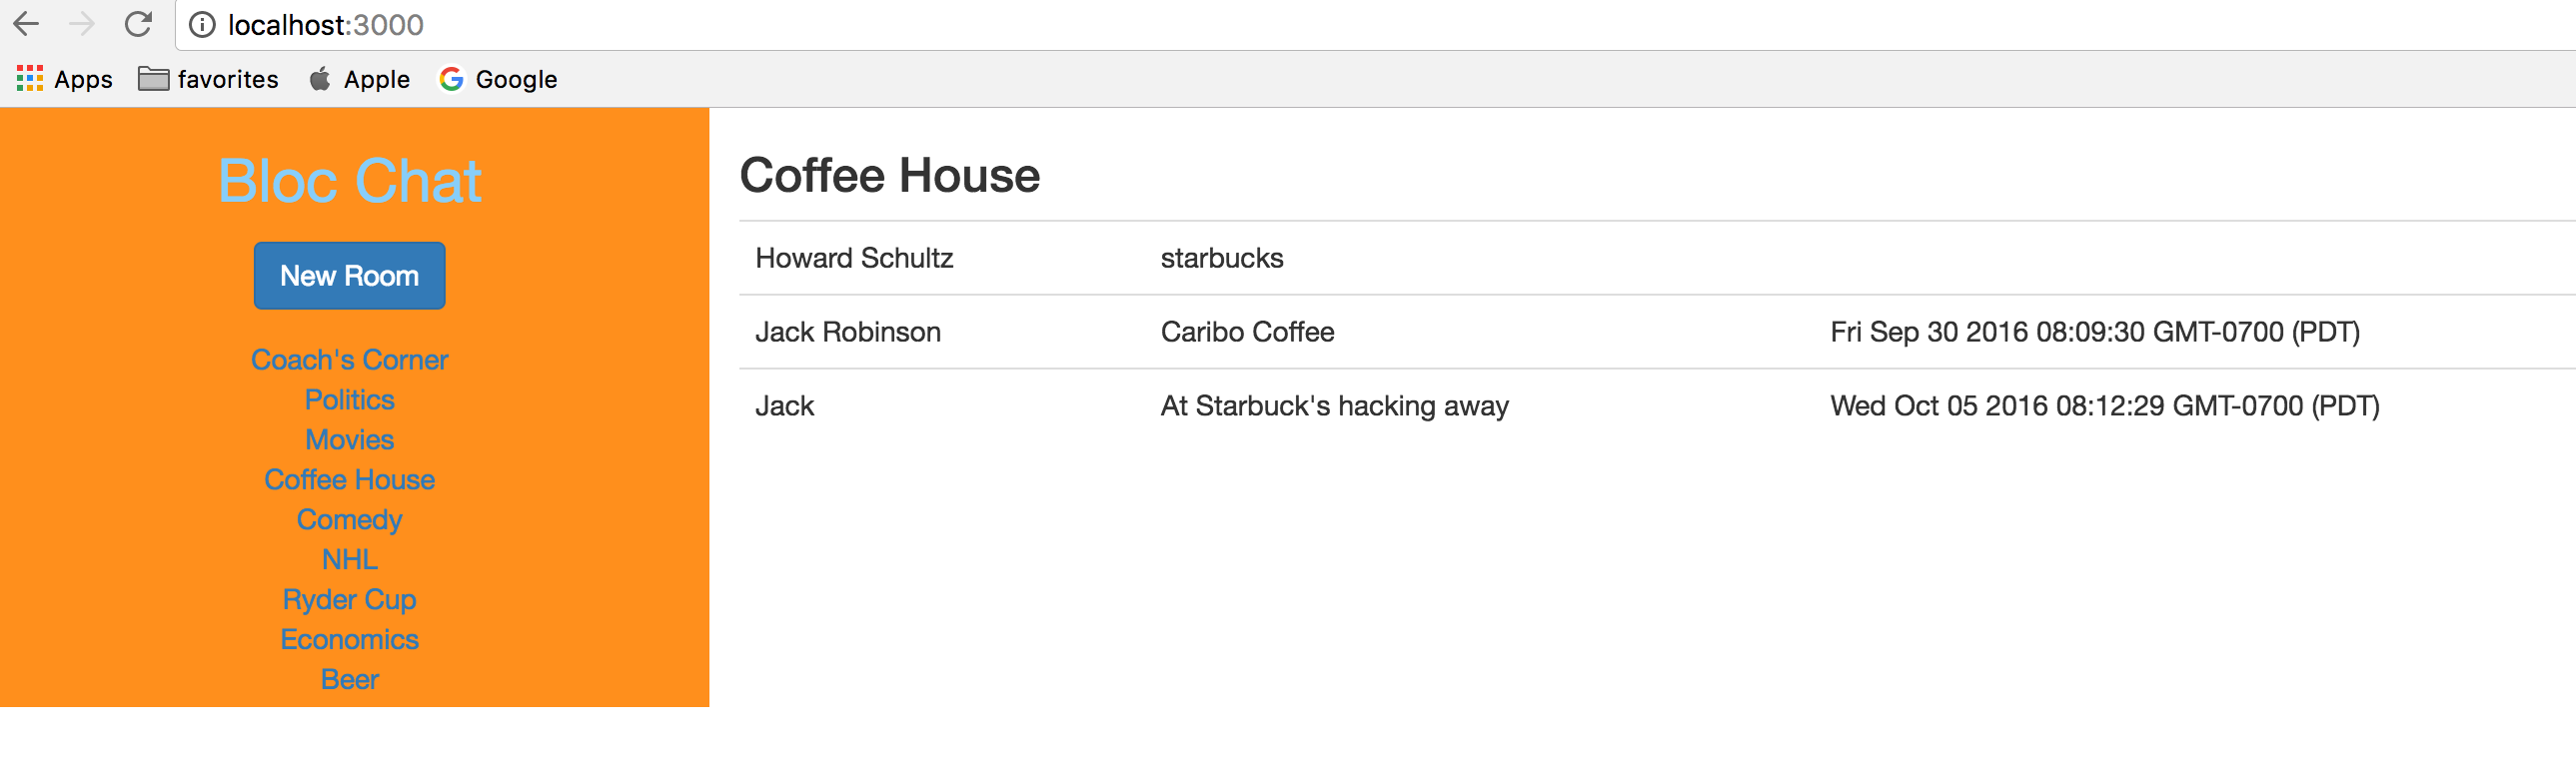 localhost:3000
Apps favorites Apple Google
Bloc Chat
New Room
Coach's Corner
Politics
Movies
Coffee House
Comedy
NHL
Ryder Cup
Economics
Beer
Coffee House
Howard Schultz starbucks
Jack Robinson Caribo Coffee Fri Sep 30 2016 08:09:30 GMT-0700 (PDT)
Jack At Starbuck's hacking away Wed Oct 05 2016 08:12:29 GMT-0700 (PDT)